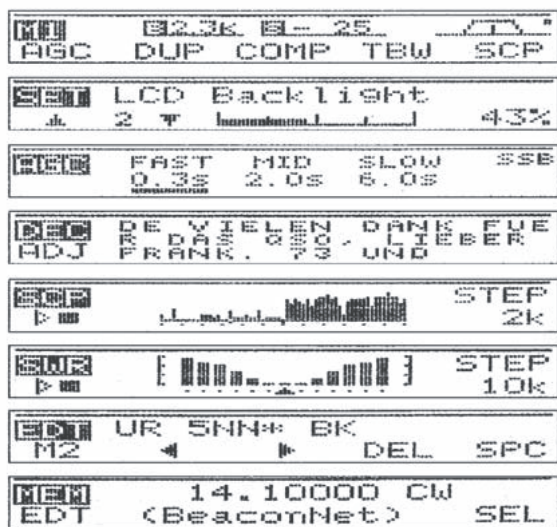 M1 2.3K - 25
AGC DUP COMP TBW SCP
SET LCD Backlight
2 43%
FAST MID SLOW SSB
0.3s 2.0s 6.0s
DEC DE VIELEN DANK FUE
ADJ R DAS QSO, LIEBER
FRANK. 73 UND
SCP STEP
2k
SWR STEP
10k
EDT UR 5NN* BK
M2 DEL SPC
MEM 14.10000 CW
EDT (BeaconNet) SEL